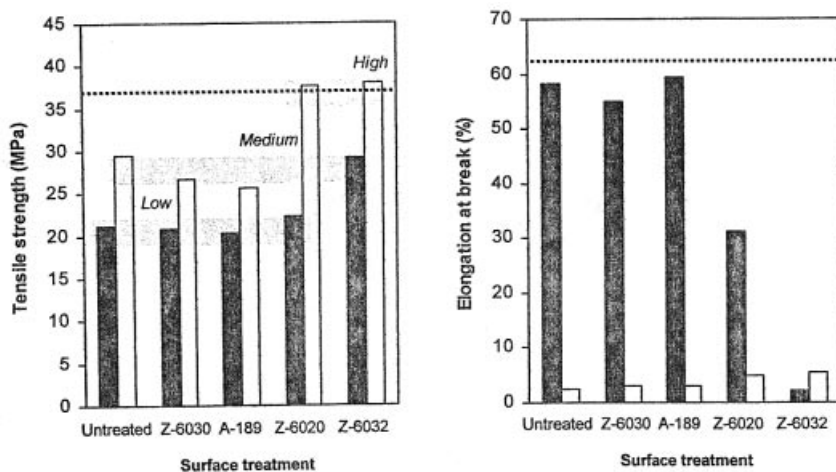 Tensile strength (MPa)
45
40
35
30
25
20
15
10
5
0
High
Medium
Low
Untreated Z-6030 A-189 Z-6020 Z-6032
Surface treatment
Elongation at break (%)
70
60
50
40
30
20
10
0
Untreated Z-6030 A-189 Z-6020 Z-6032
Surface treatment